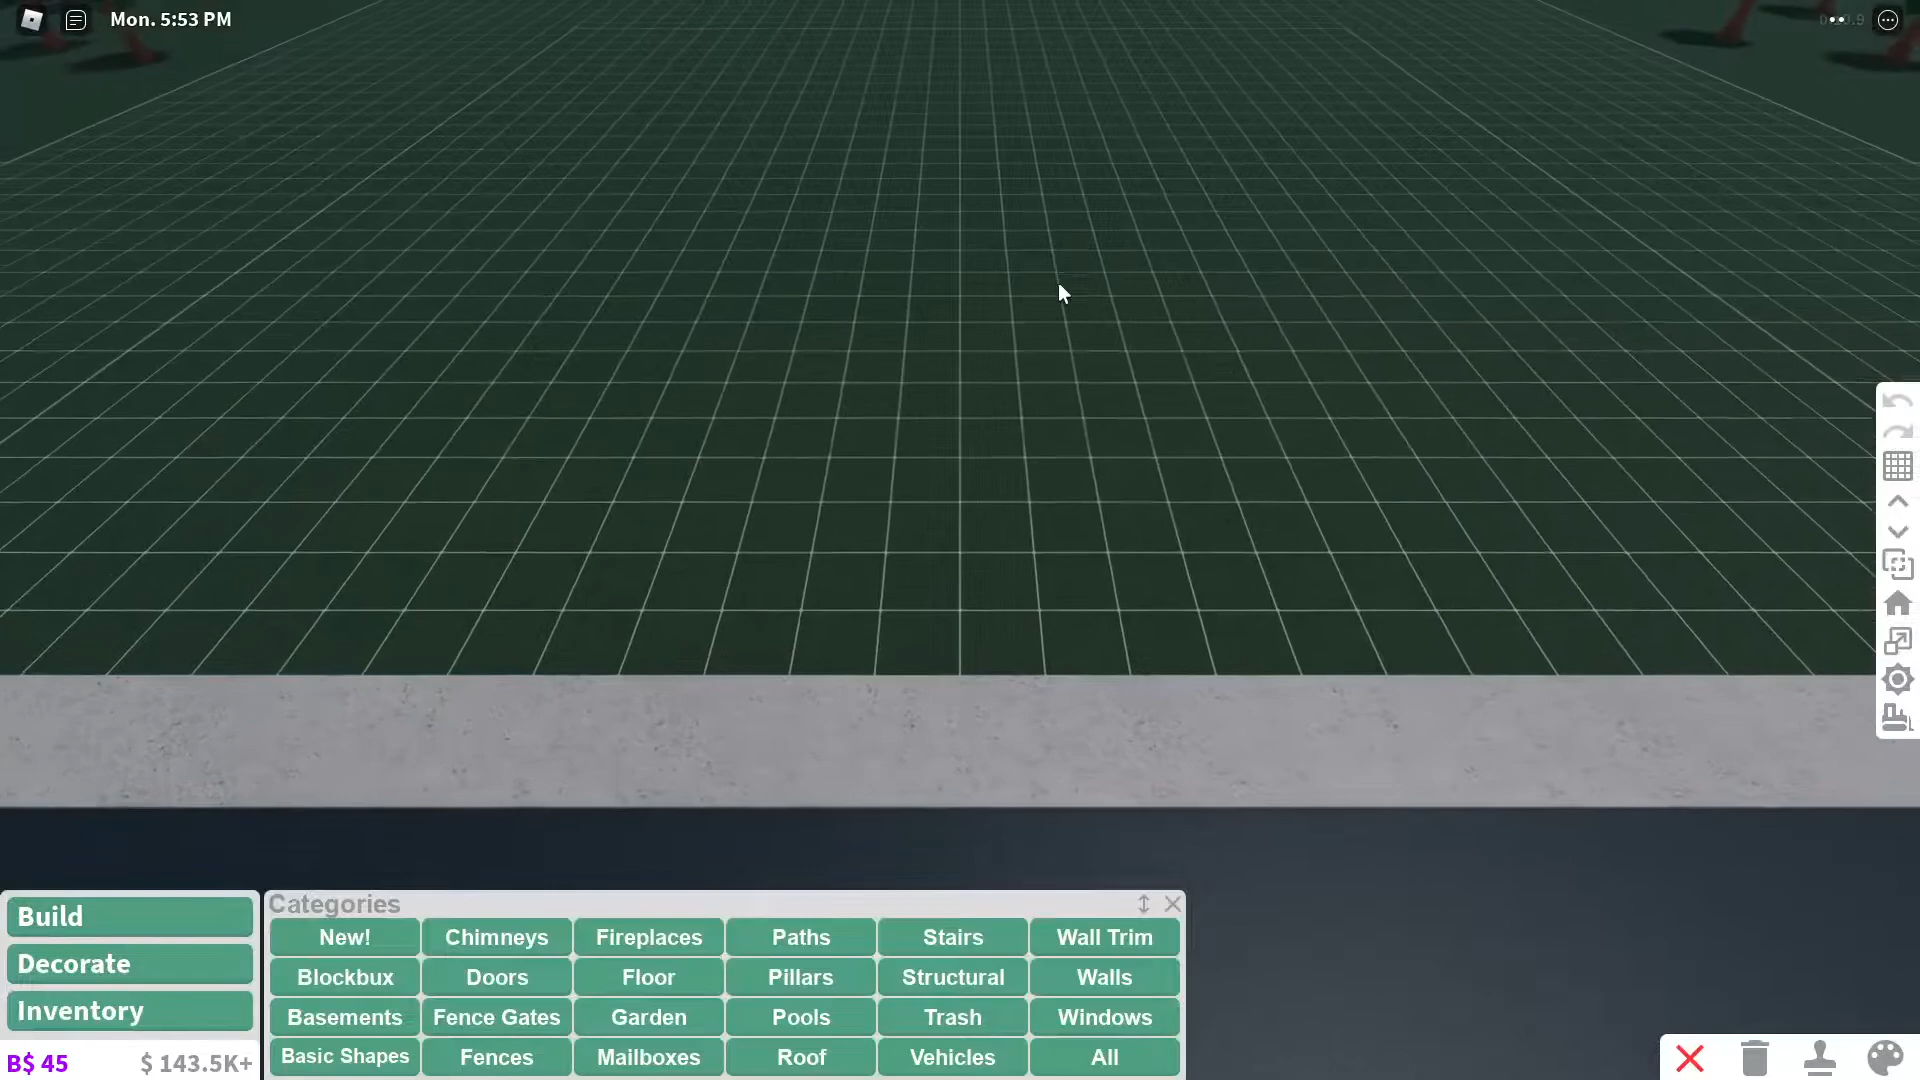 Mon. 5:53 PM
Build
Decorate
Inventory
B$ 45
$ 143.5K+
Categories
New! Chimneys Fireplaces Paths Stairs Wall Trim
Blockbux Doors Floor Pillars Structural Walls
Basements Fence Gates Garden Pools Trash Windows
Basic Shapes Fences Mailboxes Roof Vehicles All